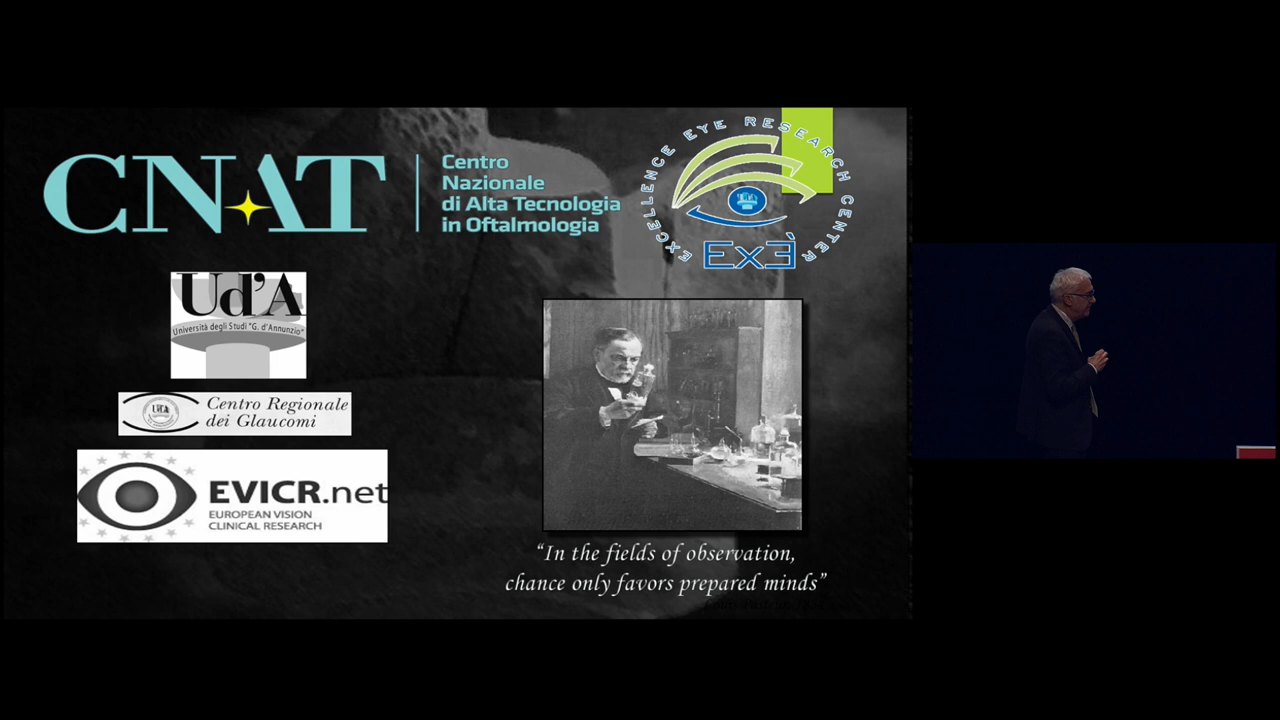 CNAT
Centro
Nazionale
di Alta Tecnologia
in Oftalmologia
EXCELLENCE EYE RESEARCH CENTER
UdA
ExÈ
Ud'A
Università degli Studi "G. d'Annunzio"
UdA
Centro Regionale
dei Glaucomi
EVICR.net
EUROPEAN VISION
CLINICAL RESEARCH
“In the fields of observation,
chance only favors prepared minds”